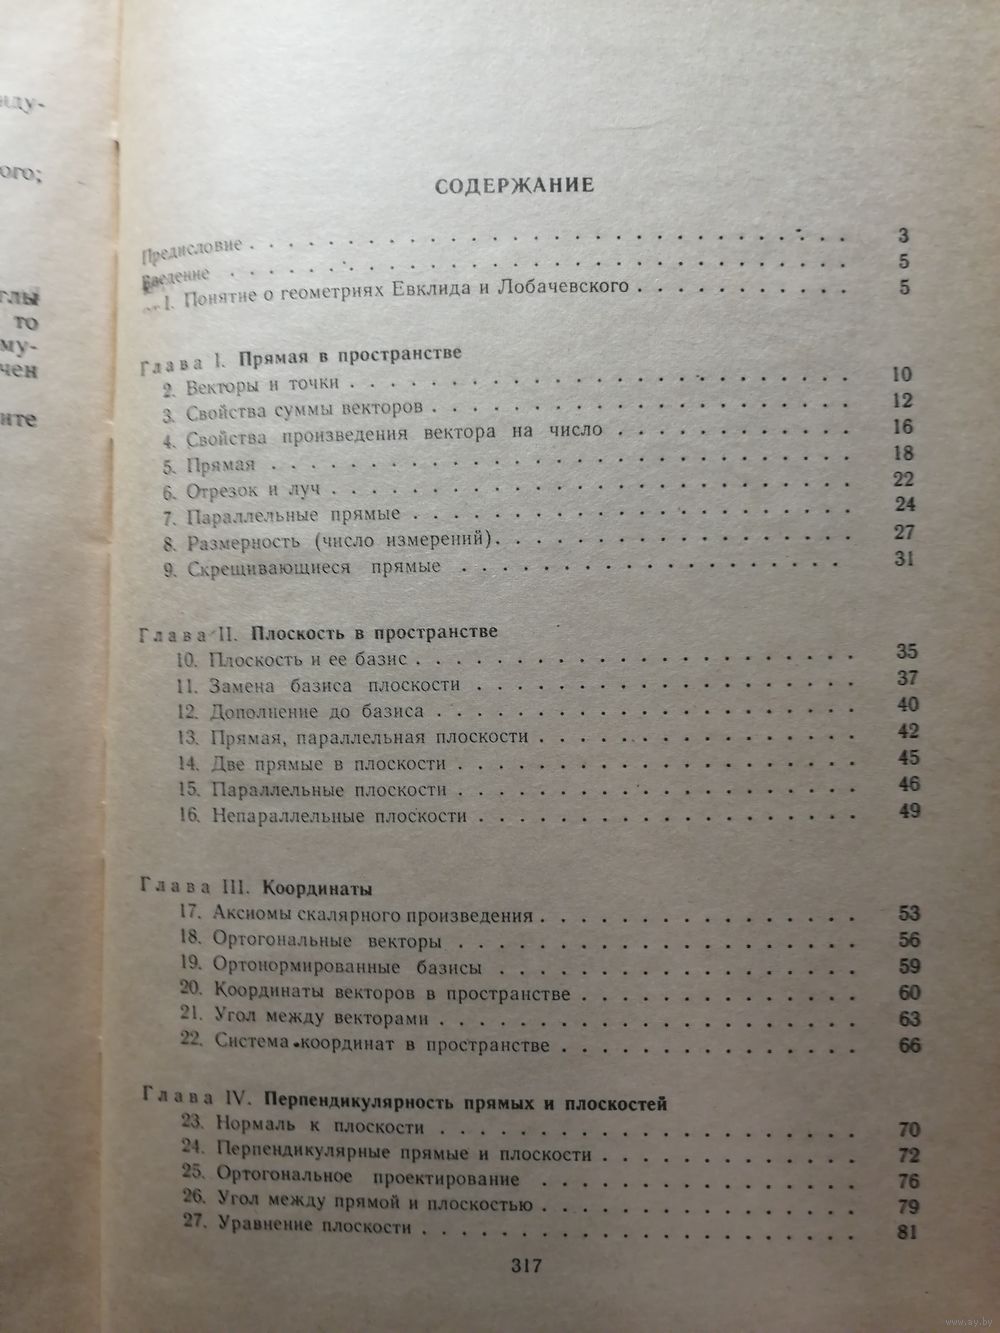 ого;
то
СОДЕРЖАНИЕ
Предисловие . . . . . . . . . . . . . . . . . . . . . . . . 3
Введение . . . . . . . . . . . . . . . . . . . . . . . . 5
1. Понятие о геометриях Евклида и Лобачевского . . . . . . . . . . . 5
Глава I. Прямая в пространстве
2. Векторы и точки . . . . . . . . . . . . . . . . . . . . 10
3. Свойства суммы векторов . . . . . . . . . . . . . . . . . . 12
4. Свойства произведения вектора на число . . . . . . . . . . . . 16
5. Прямая . . . . . . . . . . . . . . . . . . . . . . . . 18
6. Отрезок и луч . . . . . . . . . . . . . . . . . . . . . 22
7. Параллельные прямые . . . . . . . . . . . . . . . . . . . 24
8. Размерность (число измерений) . . . . . . . . . . . . . . . . 27
9. Скрещивающиеся прямые . . . . . . . . . . . . . . . . . . 31
Глава II. Плоскость в пространстве
10. Плоскость и ее базис . . . . . . . . . . . . . . . . . . . 35
11. Замена базиса плоскости . . . . . . . . . . . . . . . . . 37
12. Дополнение до базиса . . . . . . . . . . . . . . . . . . 40
13. Прямая, параллельная плоскости . . . . . . . . . . . . . . 42
14. Две прямые в плоскости . . . . . . . . . . . . . . . . . 45
15. Параллельные плоскости . . . . . . . . . . . . . . . . . 46
16. Непараллельные плоскости . . . . . . . . . . . . . . . . 49
Глава III. Координаты
17. Аксиомы скалярного произведения . . . . . . . . . . . . . . 53
18. Ортогональные векторы . . . . . . . . . . . . . . . . . 56
19. Ортонормированные базисы . . . . . . . . . . . . . . . . 59
20. Координаты векторов в пространстве . . . . . . . . . . . . 60
21. Угол между векторами . . . . . . . . . . . . . . . . . . 63
22. Система координат в пространстве . . . . . . . . . . . . . 66
Глава IV. Перпендикулярность прямых и плоскостей
23. Нормаль к плоскости . . . . . . . . . . . . . . . . . . 70
24. Перпендикулярные прямые и плоскости . . . . . . . . . . . . 72
25. Ортогональное проектирование . . . . . . . . . . . . . . . 76
26. Угол между прямой и плоскостью . . . . . . . . . . . . . . 79
27. Уравнение плоскости . . . . . . . . . . . . . . . . . . . 81
317
www.ay.by